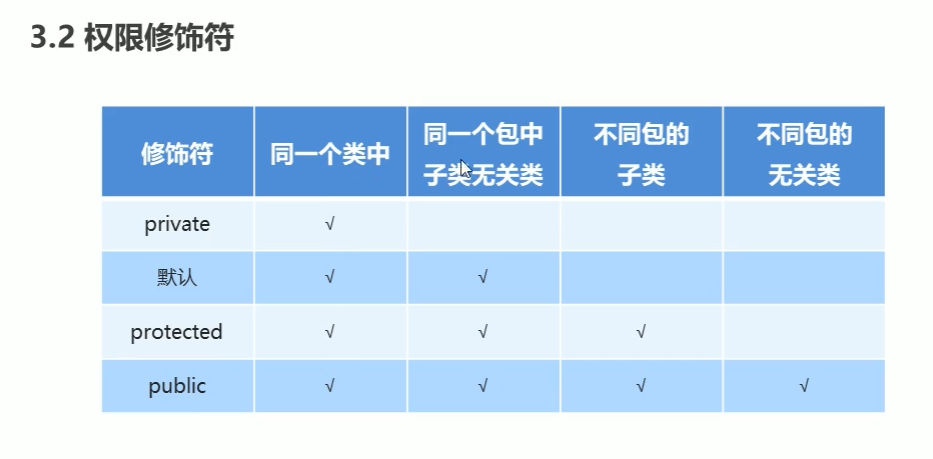 3.2 权限修饰符
修饰符 同一个类中 同一个包中 子类无关类 不同包的 子类 不同包的 无关类
private √
默认 √ √
protected √ √ √
public √ √ √ √